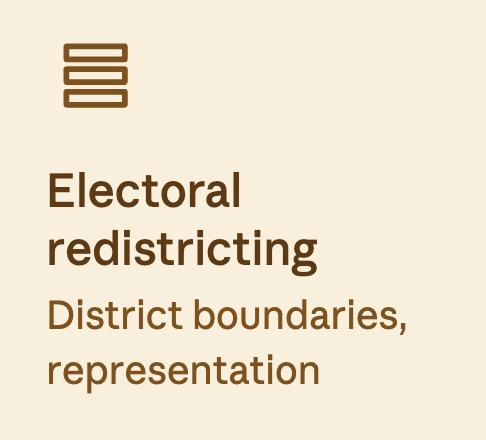 Electoral
redistricting
District boundaries,
representation